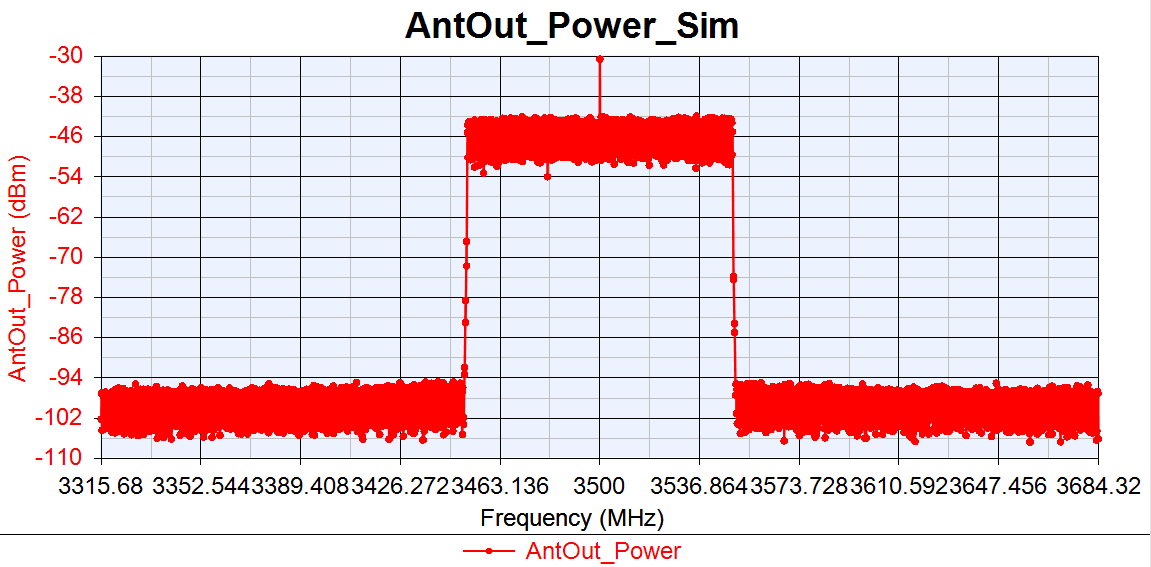 AntOut_Power_Sim
AntOut_Power (dBm)
-30
-38
-46
-54
-62
-70
-78
-86
-94
-102
-110
3315.68 3352.544 3389.408 3426.272 3463.136 3500 3536.864 3573.728 3610.592 3647.456 3684.32
Frequency (MHz)
AntOut_Power